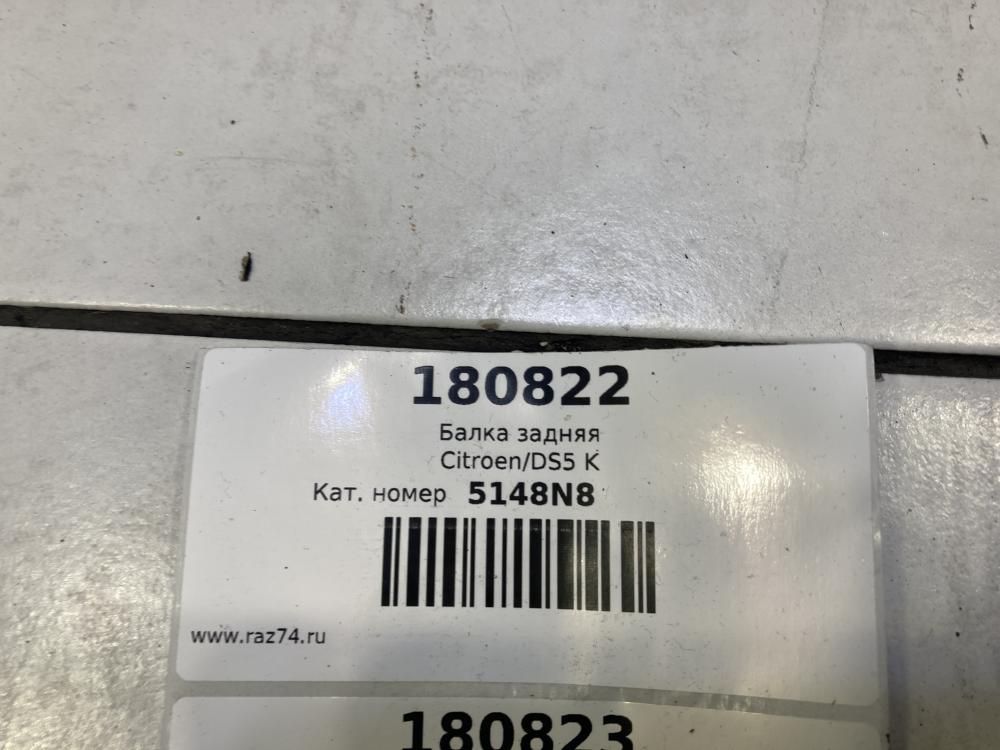 180822
Балка задняя
Citroen/DS5 K
Кат. номер 5148N8
www.raz74.ru
180823